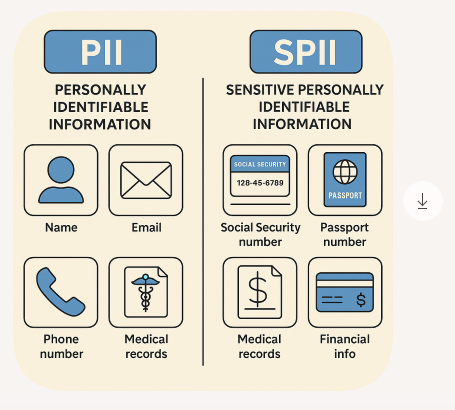 PII
PERSONALLY
IDENTIFIABLE
INFORMATION
Name
Email
Phone
number
Medical
records
SPII
SENSITIVE PERSONALLY
IDENTIFIABLE
INFORMATION
SOCIAL SECURITY
128-45-6789
PASSPORT
Social Security
number
Passport
number
$
$
Medical
records
Financial
info